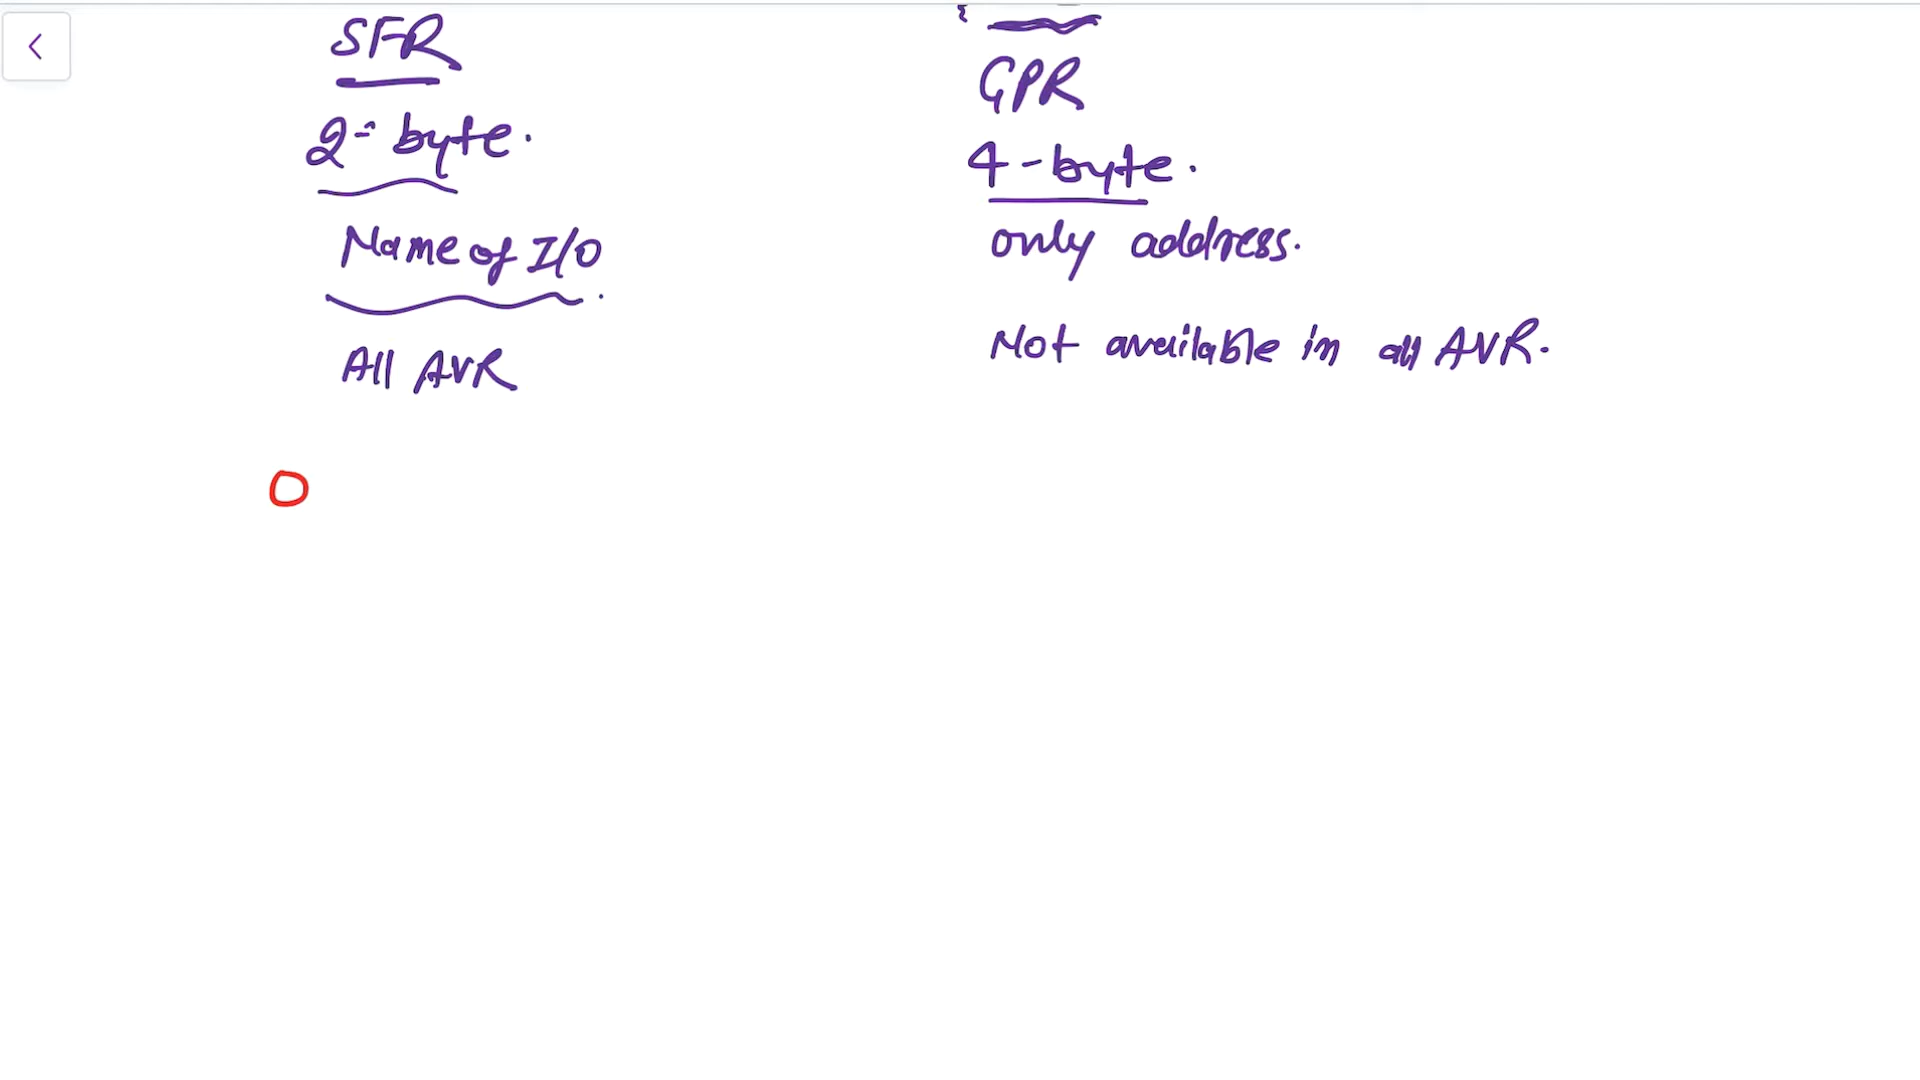 SFR
2- byte.
Name of I/O
All AVR
GPR
4-byte.
only address.
Not available in all AVR.
O